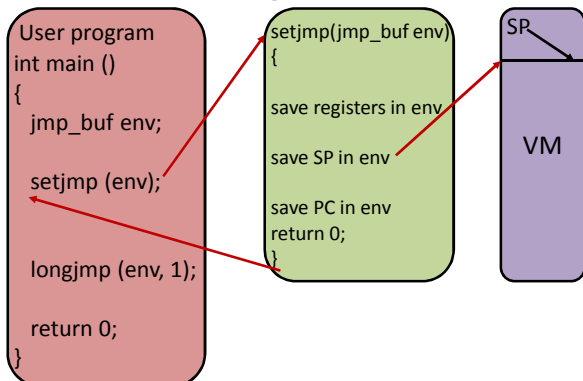 User program
int main ()
{
jmp_buf env;
setjmp (env);
longjmp (env, 1);
return 0;
}
setjmp(jmp_buf env)
{
save registers in env
save SP in env
save PC in env
return 0;
}
SP
VM